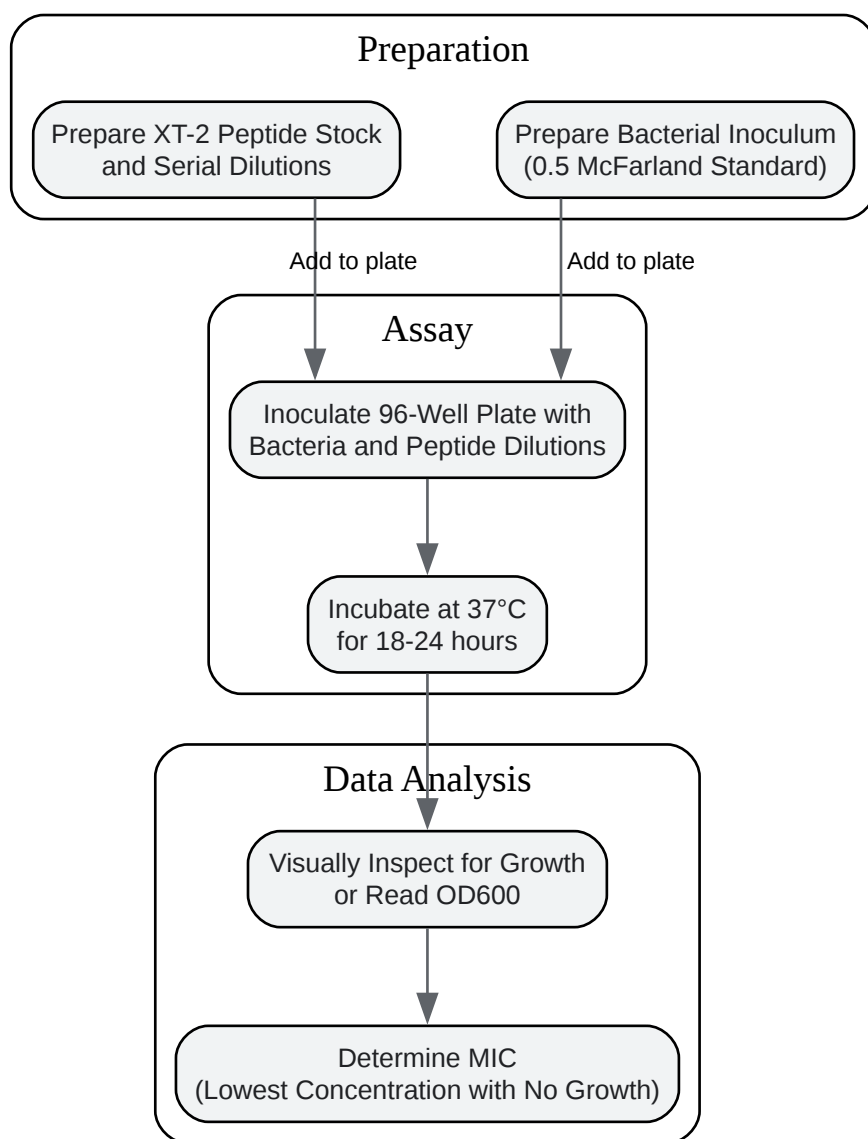 Preparation
Prepare XT-2 Peptide Stock
and Serial Dilutions
Prepare Bacterial Inoculum
(0.5 McFarland Standard)
Add to plate
Add to plate
Assay
Inoculate 96-Well Plate with
Bacteria and Peptide Dilutions
Incubate at 37°C
for 18-24 hours
Data Analysis
Visually Inspect for Growth
or Read OD600
Determine MIC
(Lowest Concentration with No Growth)